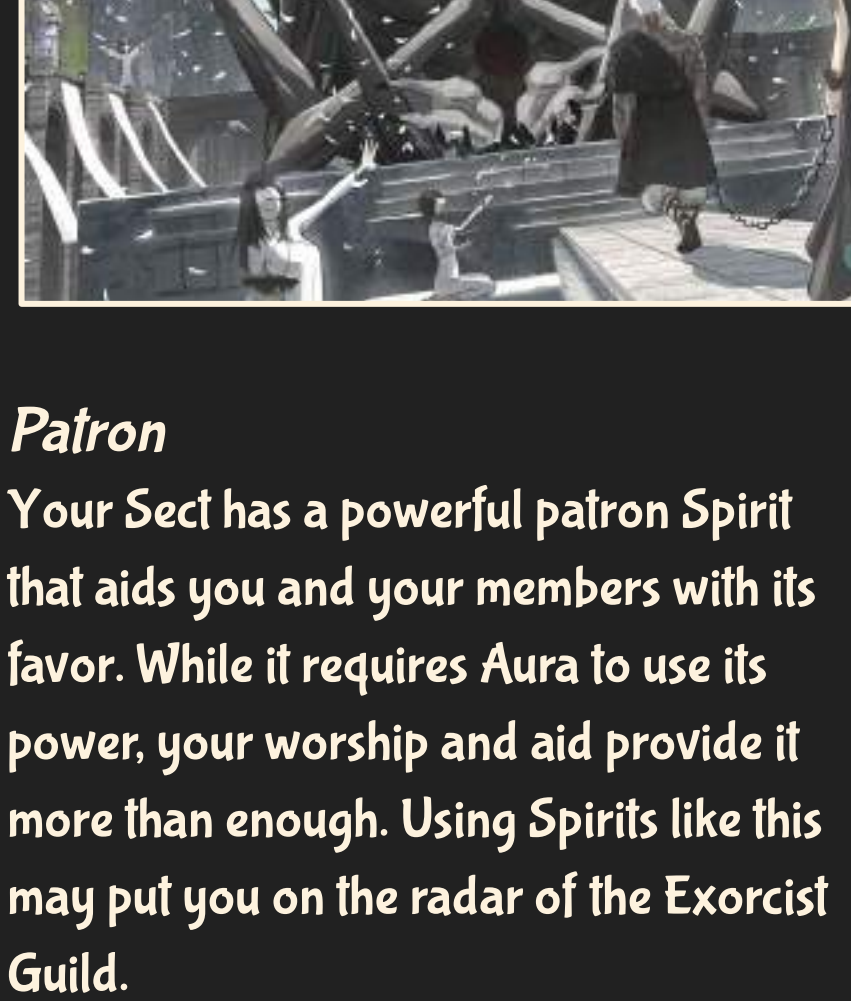 Patron
Your Sect has a powerful patron Spirit
that aids you and your members with its
favor. While it requires Aura to use its
power, your worship and aid provide it
more than enough. Using Spirits like this
may put you on the radar of the Exorcist
Guild.